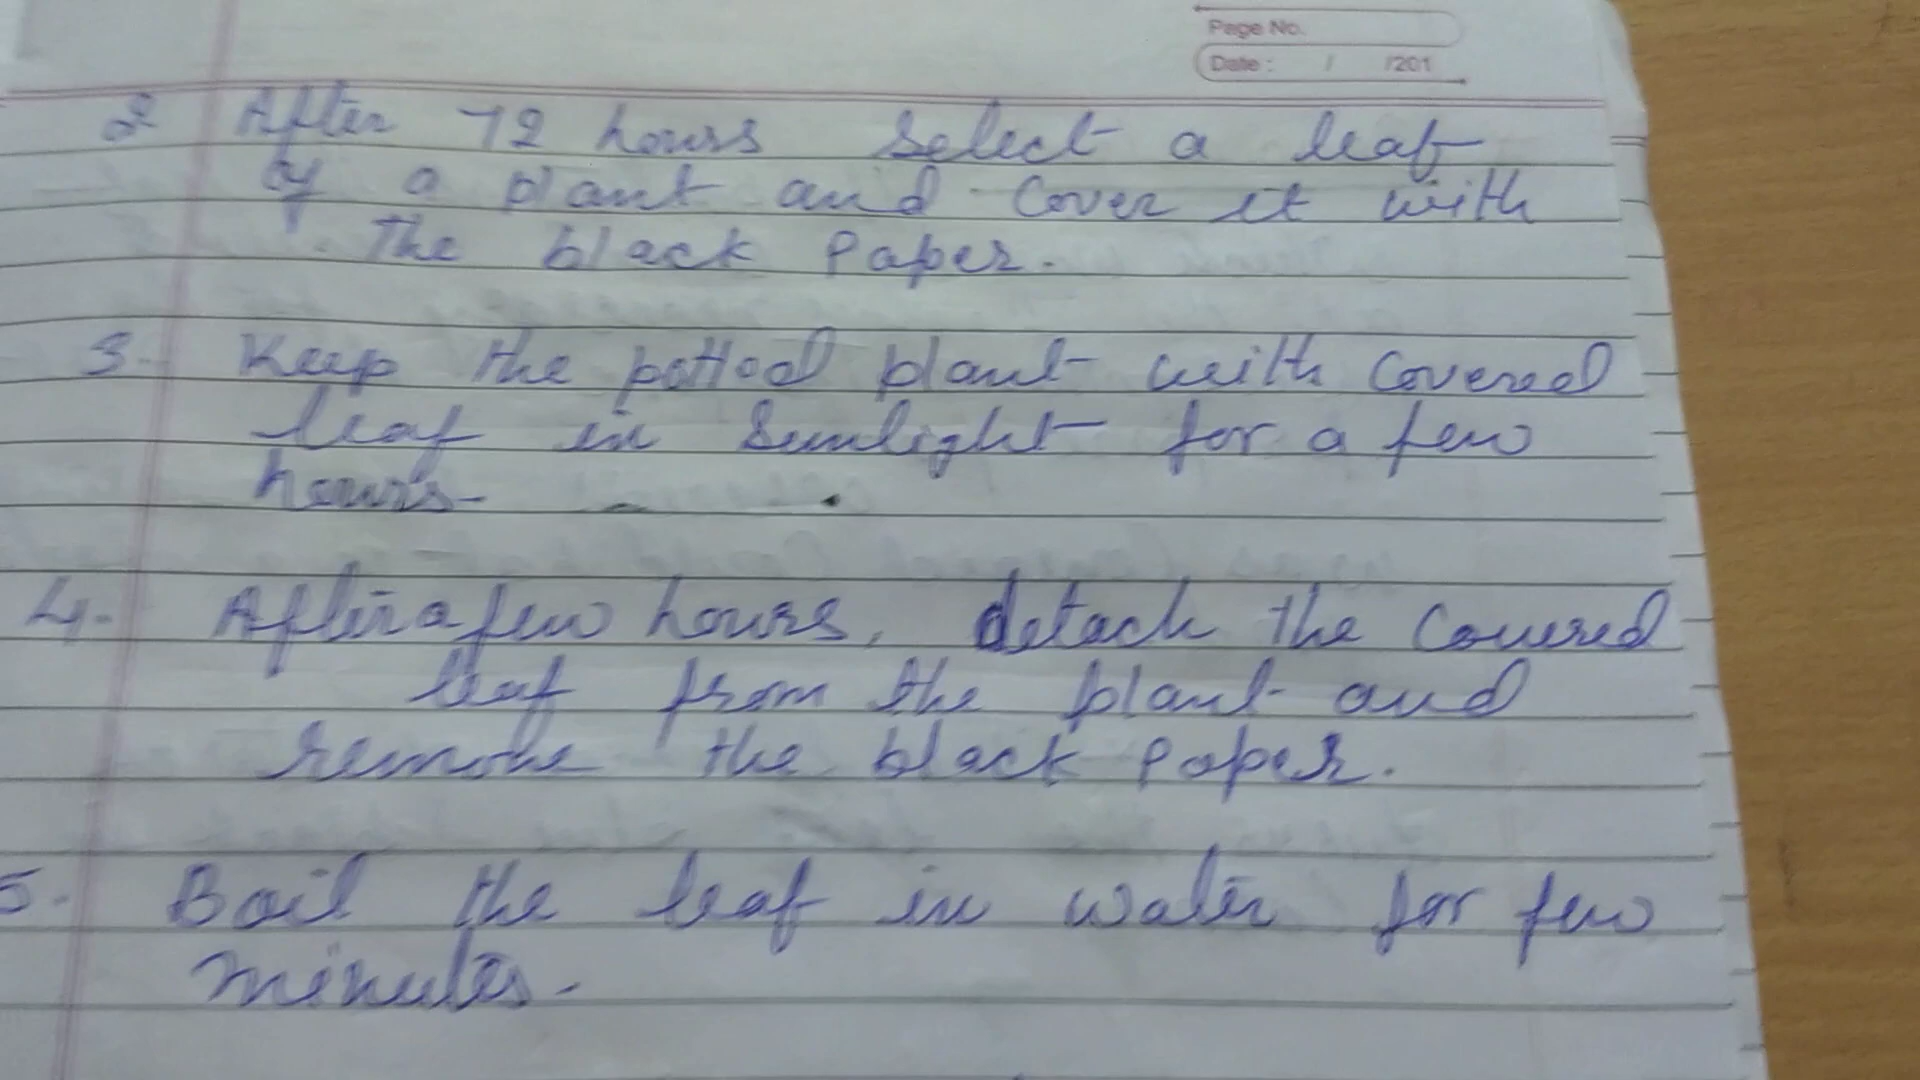 Page No.
Date : / /201
2 After 72 hours select a leaf
of a plant and cover it with
the black paper.
3. Keep the potted plant with covered
leaf in sunlight for a few
hours.
4. After a few hours, detach the covered
leaf from the plant and
remove the black paper.
5. Boil the leaf in water for few
minutes.